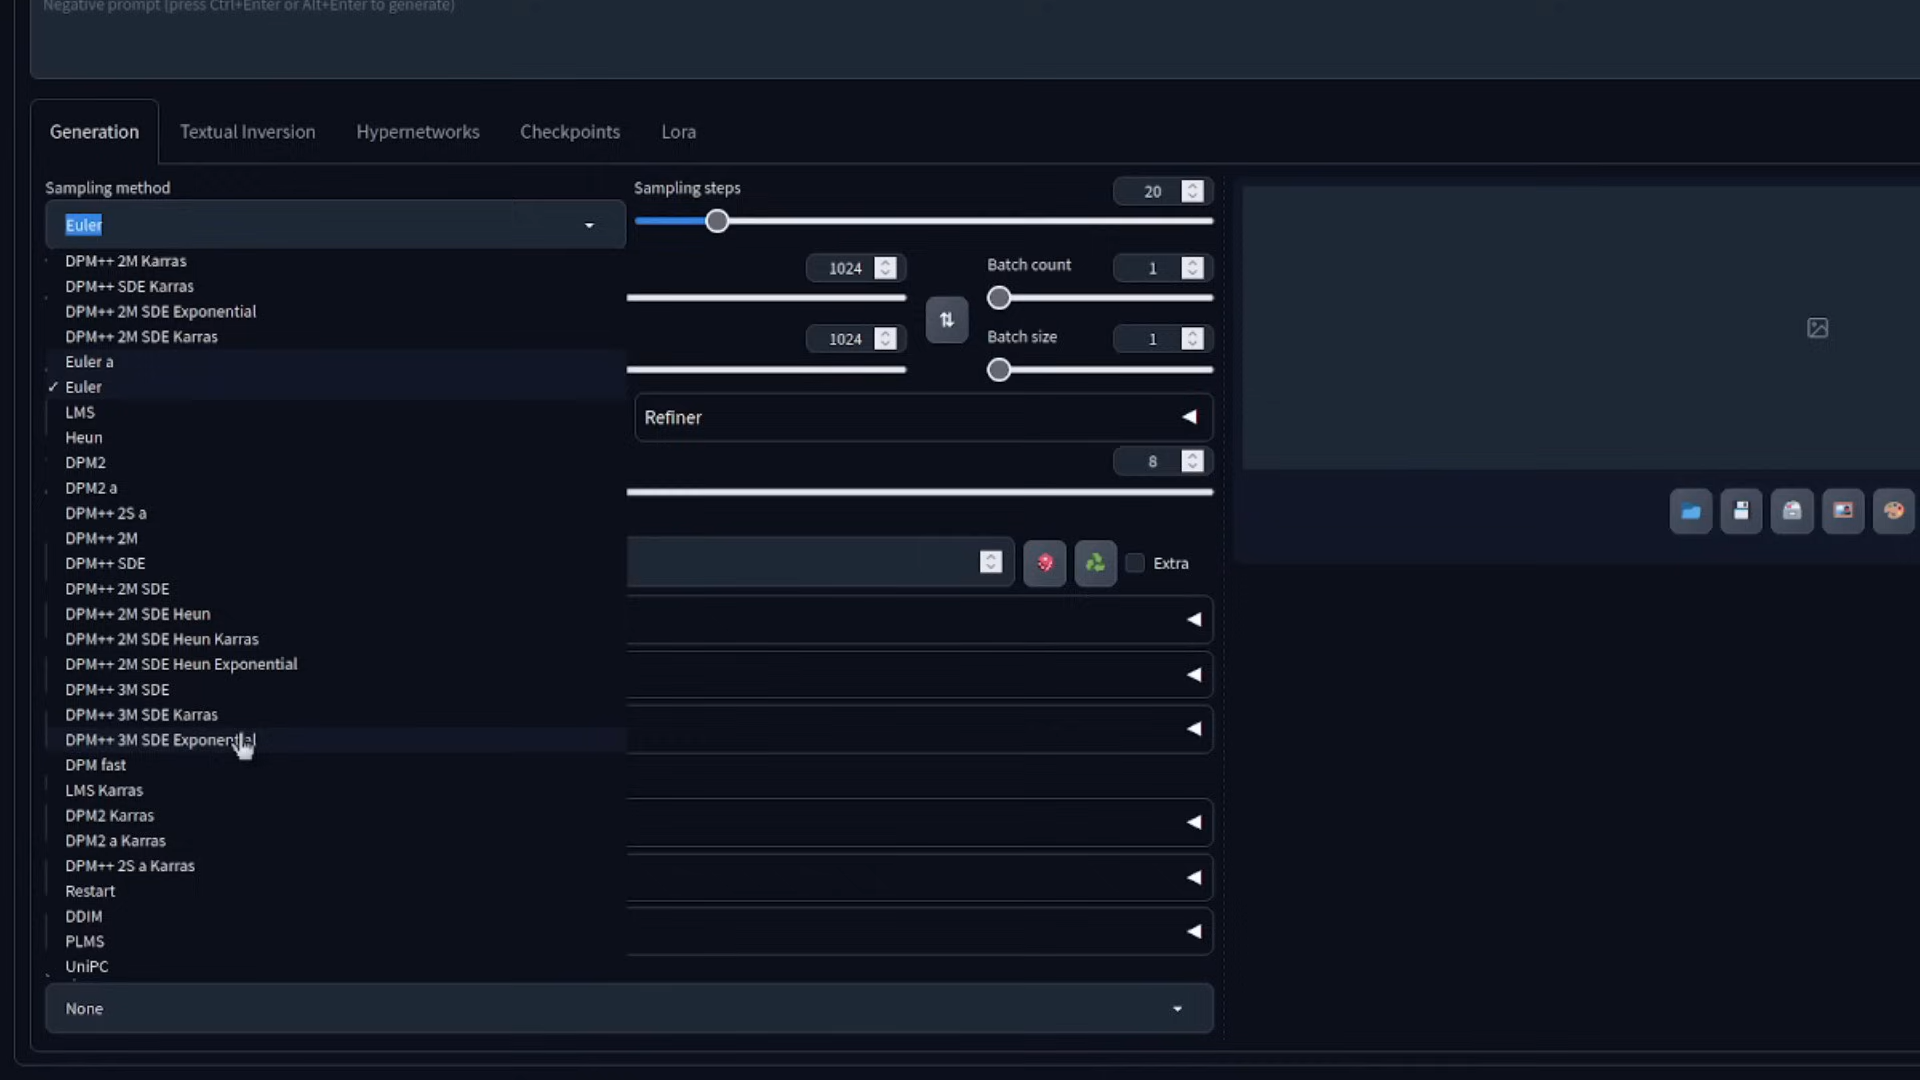 Negative prompt (press Ctrl+Enter or Alt+Enter to generate)
Generation Textual Inversion Hypernetworks Checkpoints Lora
Sampling method
Euler
Sampling steps
20
DPM++ 2M Karras
DPM++ SDE Karras
DPM++ 2M SDE Exponential
DPM++ 2M SDE Karras
Euler a
✓ Euler
LMS
Heun
DPM2
DPM2 a
DPM++ 2S a
DPM++ 2M
DPM++ SDE
DPM++ 2M SDE
DPM++ 2M SDE Heun
DPM++ 2M SDE Heun Karras
DPM++ 2M SDE Heun Exponential
DPM++ 3M SDE
DPM++ 3M SDE Karras
DPM++ 3M SDE Exponential
DPM fast
LMS Karras
DPM2 Karras
DPM2 a Karras
DPM++ 2S a Karras
Restart
DDIM
PLMS
UniPC
1024
Batch count
1
1024
Batch size
1
Refiner
8
Extra
None